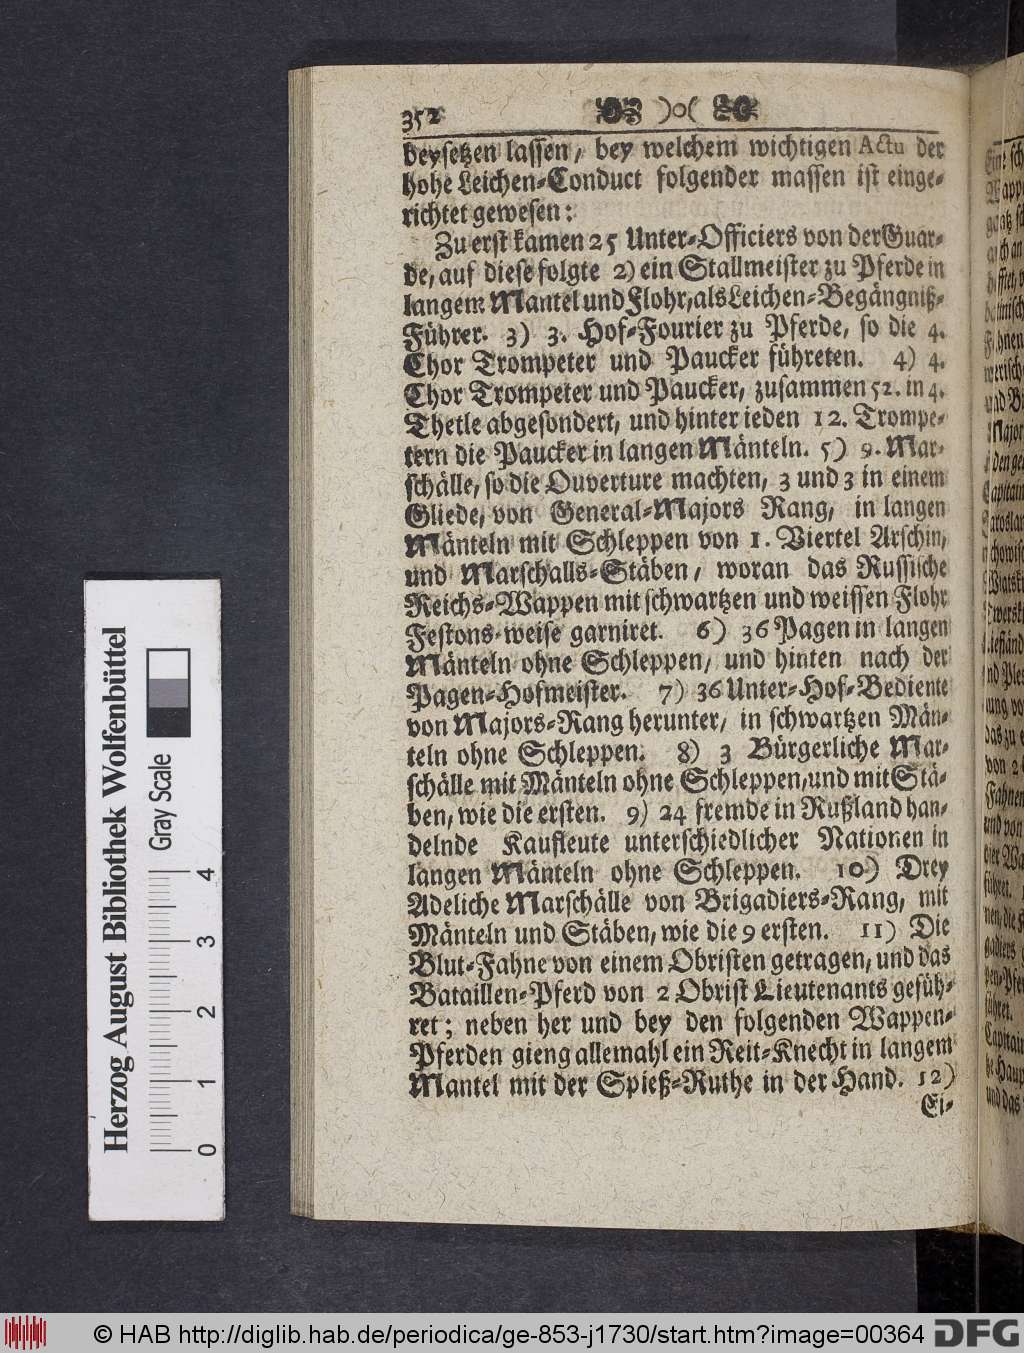 352 )o(
beysetzen lassen, bey welchem wichtigen Actu der
hohe Leichen-Conduct folgender massen ist einge-
richtet gewesen:
Zu erst kamen 25 Unter-Officiers von der Guar-
de, auf diese folgte 2) ein Stallmeister zu Pferde in
langem Mantel und Flohr, als Leichen-Begängniß-
Führer. 3) 3. Hof-Fourier zu Pferde, so die 4.
Chor Trompeter und Paucker führeten. 4) 4.
Chor Trompeter und Paucker, zusammen 52. in 4.
Thetle abgesondert, und hinter ieden 12. Trompe-
tern die Paucker in langen Mänteln. 5) 9. Mar-
schälle, so die Ouverture machten, 3 und 3 in einem
Gliede, von General-Majors Rang, in langen
Mänteln mit Schleppen von 1. Viertel Arschin,
und Marschalls-Stäben, woran das Russische
Reichs-Wappen mit schwartzen und weissen Flohr
Festons-weise garniret. 6) 36 Pagen in langen
Mänteln ohne Schleppen, und hinten nach der
Pagen-Hofmeister. 7) 36 Unter-Hof-Bediente
von Majors-Rang herunter, in schwartzen Män-
teln ohne Schleppen. 8) 3 Bürgerliche Mar-
schälle mit Mänteln ohne Schleppen, und mit Stä-
ben, wie die ersten. 9) 24 fremde in Rußland han-
delnde Kaufleute unterschiedlicher Nationen in
langen Mänteln ohne Schleppen. 10) Drey
Adeliche Marschälle von Brigadiers-Rang, mit
Mänteln und Stäben, wie die 9 ersten. 11) Die
Blut-Fahne von einem Obristen getragen, und das
Bataillen-Pferd von 2 Obrist Lieutenants gefüh-
ret; neben her und bey den folgenden Wappen-
Pferden gieng allemahl ein Reit-Knecht in langem
Mantel mit der Spieß-Ruthe in der Hand. 12)
Ei-
Herzog August Bibliothek Wolfenbüttel
Gray Scale
0 1 2 3 4
© HAB http://diglib.hab.de/periodica/ge-853-j1730/start.htm?image=00364 DFG